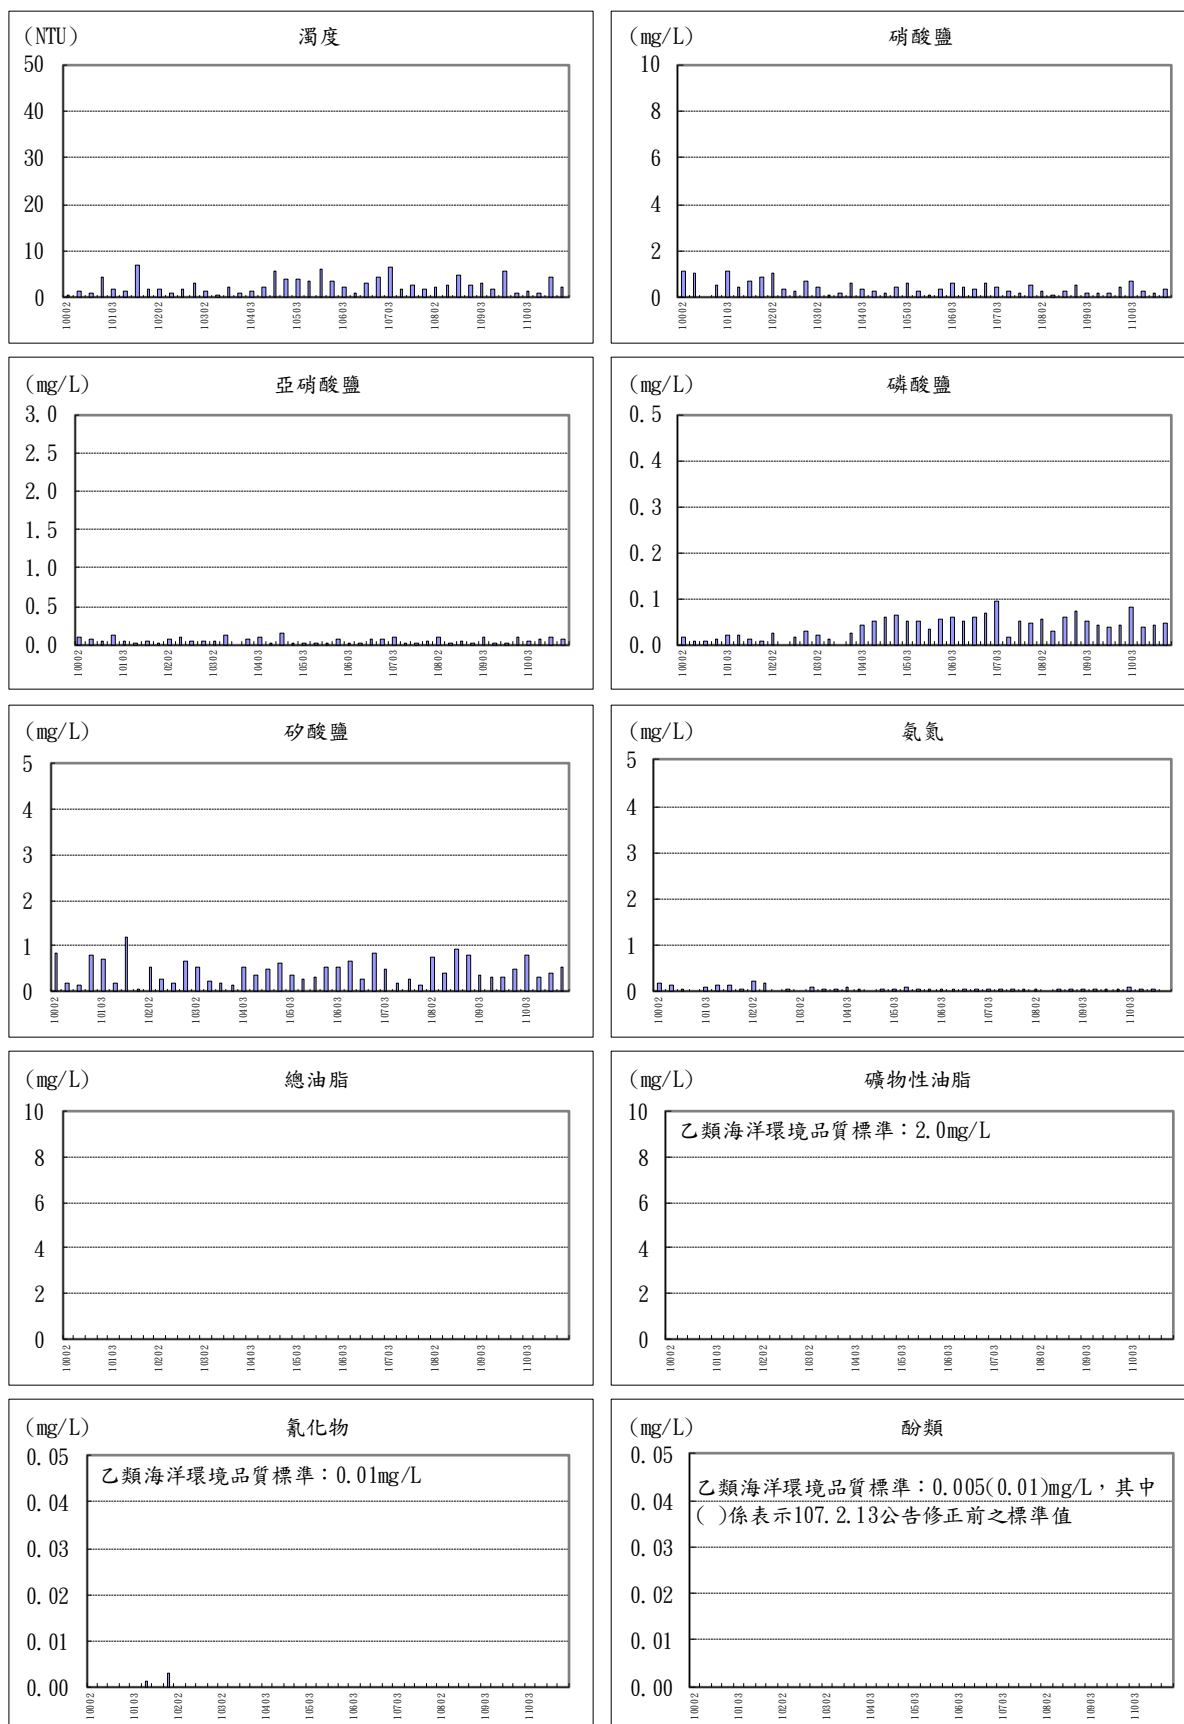 (NTU) 濁度
50
40
30
20
10
0
10002 10103 10202 10302 10403 10503 10603 10703 10802 10903 11003
(mg/L) 硝酸鹽
10
8
6
4
2
0
10002 10103 10202 10302 10403 10503 10603 10703 10802 10903 11003
(mg/L) 亞硝酸鹽
3.0
2.5
2.0
1.5
1.0
0.5
0.0
10002 10103 10202 10302 10403 10503 10603 10703 10802 10903 11003
(mg/L) 磷酸鹽
0.5
0.4
0.3
0.2
0.1
0.0
10002 10103 10202 10302 10403 10503 10603 10703 10802 10903 11003
(mg/L) 矽酸鹽
5
4
3
2
1
0
10002 10103 10202 10302 10403 10503 10603 10703 10802 10903 11003
(mg/L) 氨氮
5
4
3
2
1
0
10002 10103 10202 10302 10403 10503 10603 10703 10802 10903 11003
(mg/L) 總油脂
10
8
6
4
2
0
10002 10103 10202 10302 10403 10503 10603 10703 10802 10903 11003
(mg/L) 礦物性油脂
10
乙類海洋環境品質標準：2.0mg/L
8
6
4
2
0
10002 10103 10202 10302 10403 10503 10603 10703 10802 10903 11003
(mg/L) 氰化物
0.05
乙類海洋環境品質標準：0.01mg/L
0.04
0.03
0.02
0.01
0.00
10002 10103 10202 10302 10403 10503 10603 10703 10802 10903 11003
(mg/L) 酚類
0.05
乙類海洋環境品質標準：0.005(0.01)mg/L，其中
( )係表示107.2.13公告修正前之標準值
0.04
0.03
0.02
0.01
0.00
10002 10103 10202 10302 10403 10503 10603 10703 10802 10903 11003